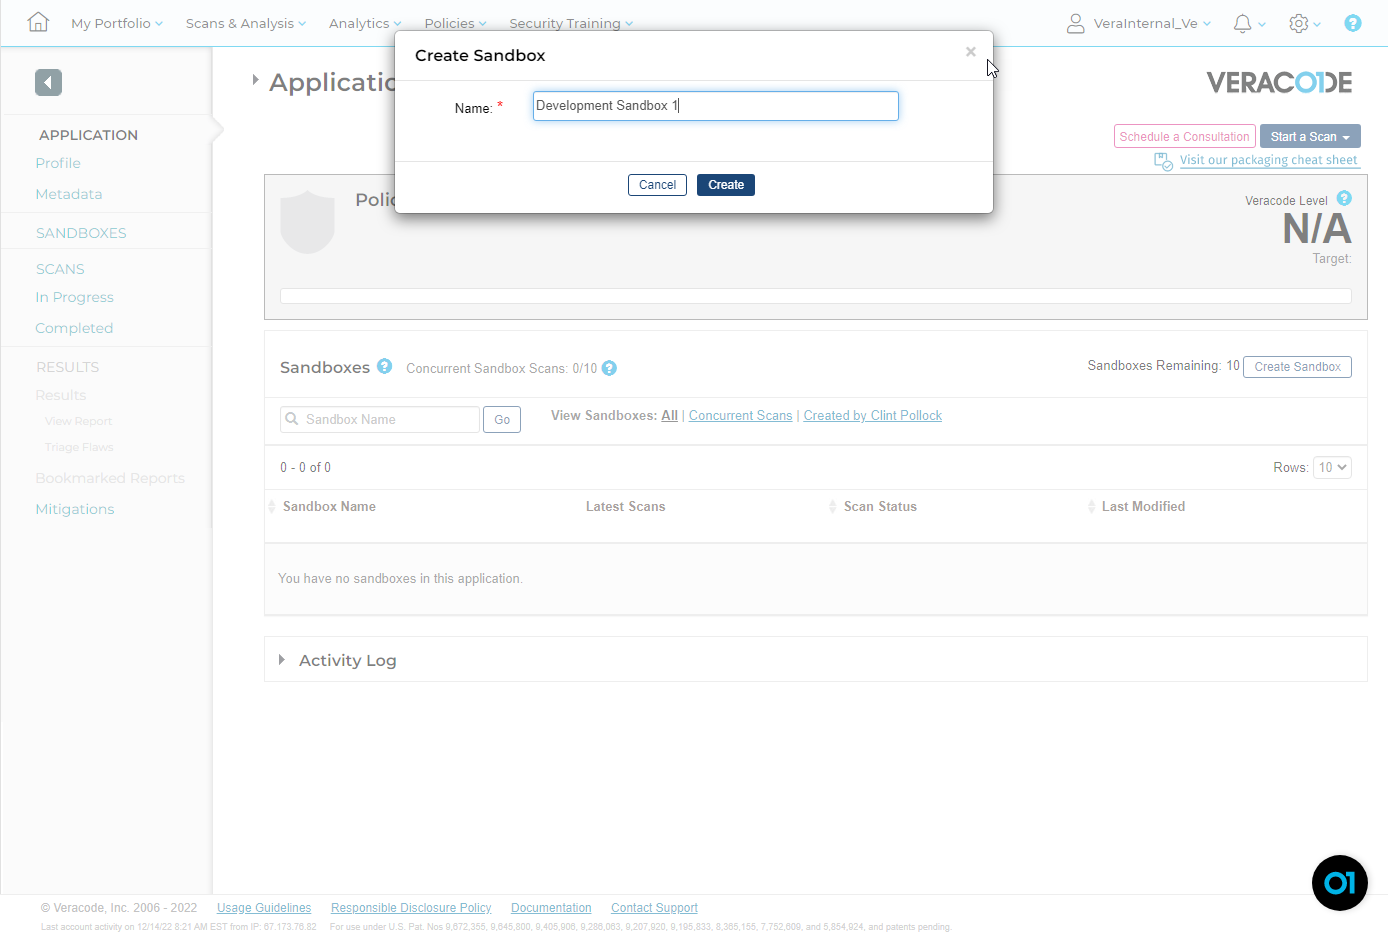 My Portfolio Scans & Analysis Analytics Policies Security Training VeraInternal_Ve
Create Sandbox
×
Name: *
Development Sandbox 1
Cancel Create
APPLICATION
Profile
Metadata
SANDBOXES
SCANS
In Progress
Completed
RESULTS
Results
View Report
Triage Flaws
Bookmarked Reports
Mitigations
Applicatio
VERACODE
Schedule a Consultation Start a Scan
Visit our packaging cheat sheet
Polic
Veracode Level ?
N/A
Target:
Sandboxes ? Concurrent Sandbox Scans: 0/10 ? Sandboxes Remaining: 10 Create Sandbox
Sandbox Name Go View Sandboxes: All | Concurrent Scans | Created by Clint Pollock
0 - 0 of 0 Rows: 10
Sandbox Name Latest Scans Scan Status Last Modified
You have no sandboxes in this application.
Activity Log
© Veracode, Inc. 2006 - 2022 Usage Guidelines Responsible Disclosure Policy Documentation Contact Support
Last account activity on 12/14/22 8:21 AM EST from IP: 67.173.76.82 For use under U.S. Pat. Nos 9,672,355, 9,645,800, 9,405,906, 9,286,063, 9,207,920, 9,195,833, 8,365,155, 7,752,609, and 5,854,924, and patents pending.